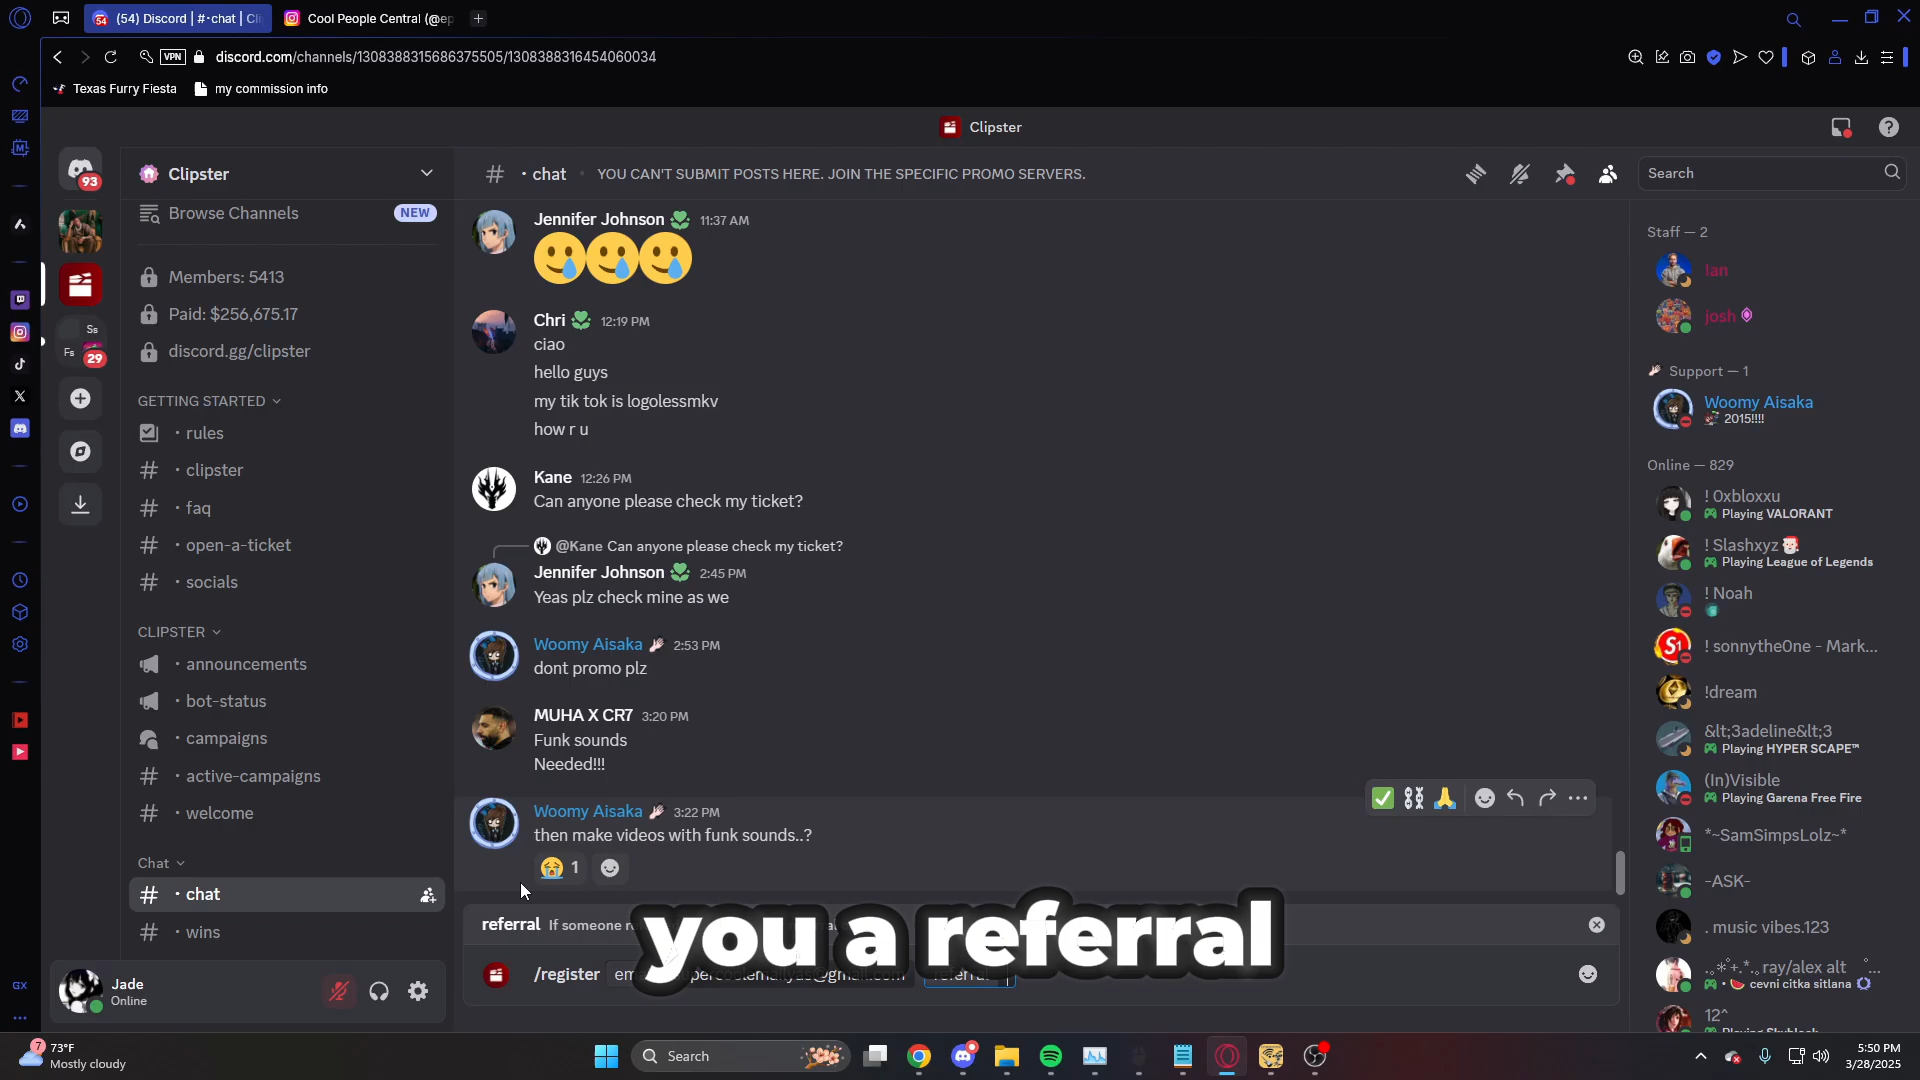 (54) Discord | # · chat | Cli
Cool People Central (@ep
VPN
discord.com/channels/1308388315686375505/1308388316454060034
Texas Furry Fiesta
my commission info
Clipster
93
Clipster
# · chat
YOU CAN'T SUBMIT POSTS HERE. JOIN THE SPECIFIC PROMO SERVERS.
Search
Browse Channels
NEW
Members: 5413
Paid: $256,675.17
discord.gg/clipster
Ss
Fs
29
GETTING STARTED
· rules
# · clipster
# · faq
# · open-a-ticket
# · socials
CLIPSTER
· announcements
· bot-status
· campaigns
# · active-campaigns
# · welcome
Chat
# · chat
# · wins
Jade
Online
Jennifer Johnson 11:37 AM
🥲🥲🥲
Chri 12:19 PM
ciao
hello guys
my tik tok is logolessmkv
how r u
Kane 12:26 PM
Can anyone please check my ticket?
@Kane Can anyone please check my ticket?
Jennifer Johnson 2:45 PM
Yeas plz check mine as we
Woomy Aisaka 2:53 PM
dont promo plz
MUHA X CR7 3:20 PM
Funk sounds
Needed!!!
Woomy Aisaka 3:22 PM
then make videos with funk sounds..?
😭 1
referral If someone
you a referral
/register
@gmail.com
referral
Staff — 2
Ian
josh
Support — 1
Woomy Aisaka
2015!!!!
Online — 829
! 0xbloxxu
Playing VALORANT
! Slashxyz
Playing League of Legends
! Noah
! sonnytheOne - Mark...
!dream
&lt;3adeline&lt;3
Playing HYPER SCAPE™
(In)Visible
Playing Garena Free Fire
*~SamSimpsLolz~*
-ASK-
. music vibes.123
ray/alex alt
cevni citka sitlana
12^
GX
7
73°F
Mostly cloudy
Search
5:50 PM
3/28/2025